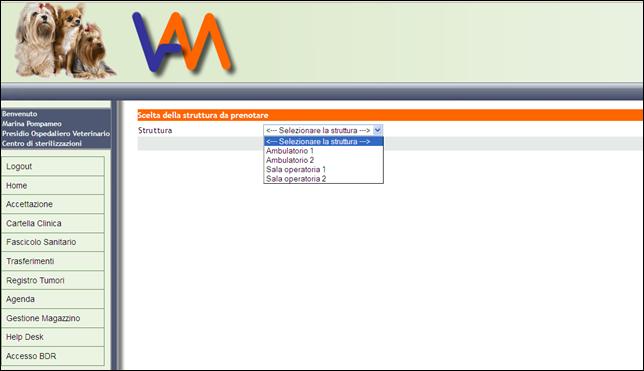 VAM
Benvenuto
Marina Pompameo
Presidio Ospedaliero Veterinario
Centro di sterilizzazioni
Logout
Home
Accettazione
Cartella Clinica
Fascicolo Sanitario
Trasferimenti
Registro Tumori
Agenda
Gestione Magazzino
Help Desk
Accesso BDR
Scelta della struttura da prenotare
Struttura <--- Selezionare la struttura --->
<--- Selezionare la struttura --->
Ambulatorio 1
Ambulatorio 2
Sala operatoria 1
Sala operatoria 2